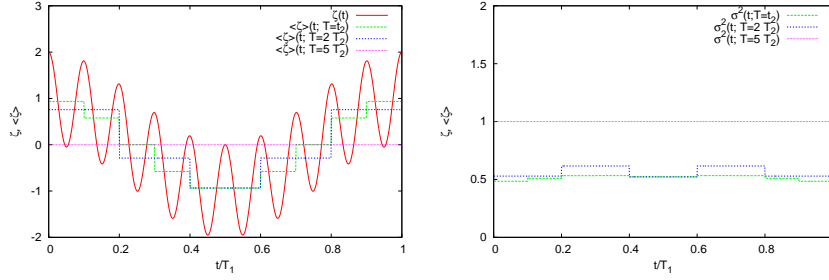 3
2
1
0
-1
-2
0
0.2
0.4
0.6
0.8
1
t/T1
ζ, <ζ>
ζ(t)
<ζ>(t; T=t2)
<ζ>(t; T=2 T2)
<ζ>(t; T=5 T2)
2
1.5
1
0.5
0
0
0.2
0.4
0.6
0.8
1
t/T1
ζ, <ζ>
σ2(t;T=t2)
σ2(t; T=2 T2)
σ2(t; T=5 T2)